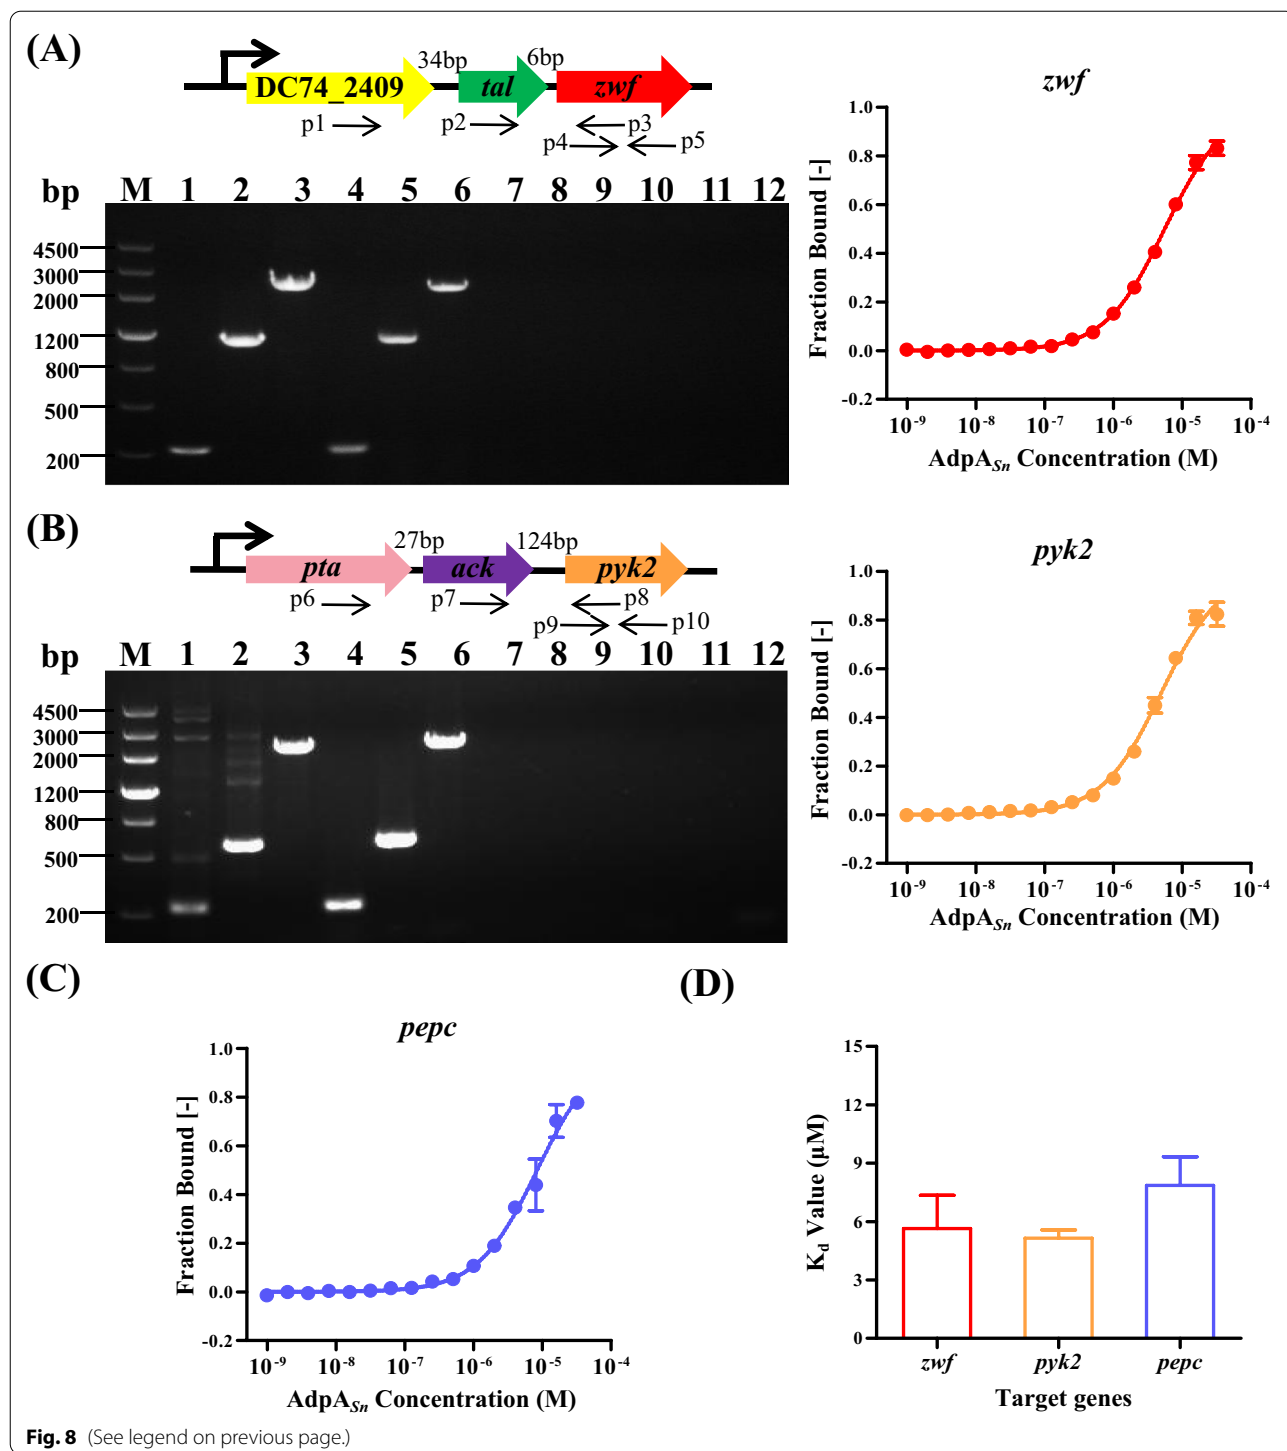 (A)
34bp 6bp
DC74_2409 tal zwf
p1 p2 p3
p4 p5
bp M 1 2 3 4 5 6 7 8 9 10 11 12
4500
3000
2000
1200
800
500
200
zwf
Fraction Bound [-]
1.0
0.8
0.6
0.4
0.2
0.0
-0.2
10-9 10-8 10-7 10-6 10-5 10-4
AdpASn Concentration (M)
(B)
27bp 124bp
pta ack pyk2
p6 p7 p8
p9 p10
bp M 1 2 3 4 5 6 7 8 9 10 11 12
4500
3000
2000
1200
800
500
200
pyk2
Fraction Bound [-]
1.0
0.8
0.6
0.4
0.2
0.0
-0.2
10-9 10-8 10-7 10-6 10-5 10-4
AdpASn Concentration (M)
(C)
pepc
Fraction Bound [-]
1.0
0.8
0.6
0.4
0.2
0.0
-0.2
10-9 10-8 10-7 10-6 10-5 10-4
AdpASn Concentration (M)
(D)
Kd Value (μM)
15
12
9
6
3
0
zwf pyk2 pepc
Target genes
Fig. 8 (See legend on previous page.)